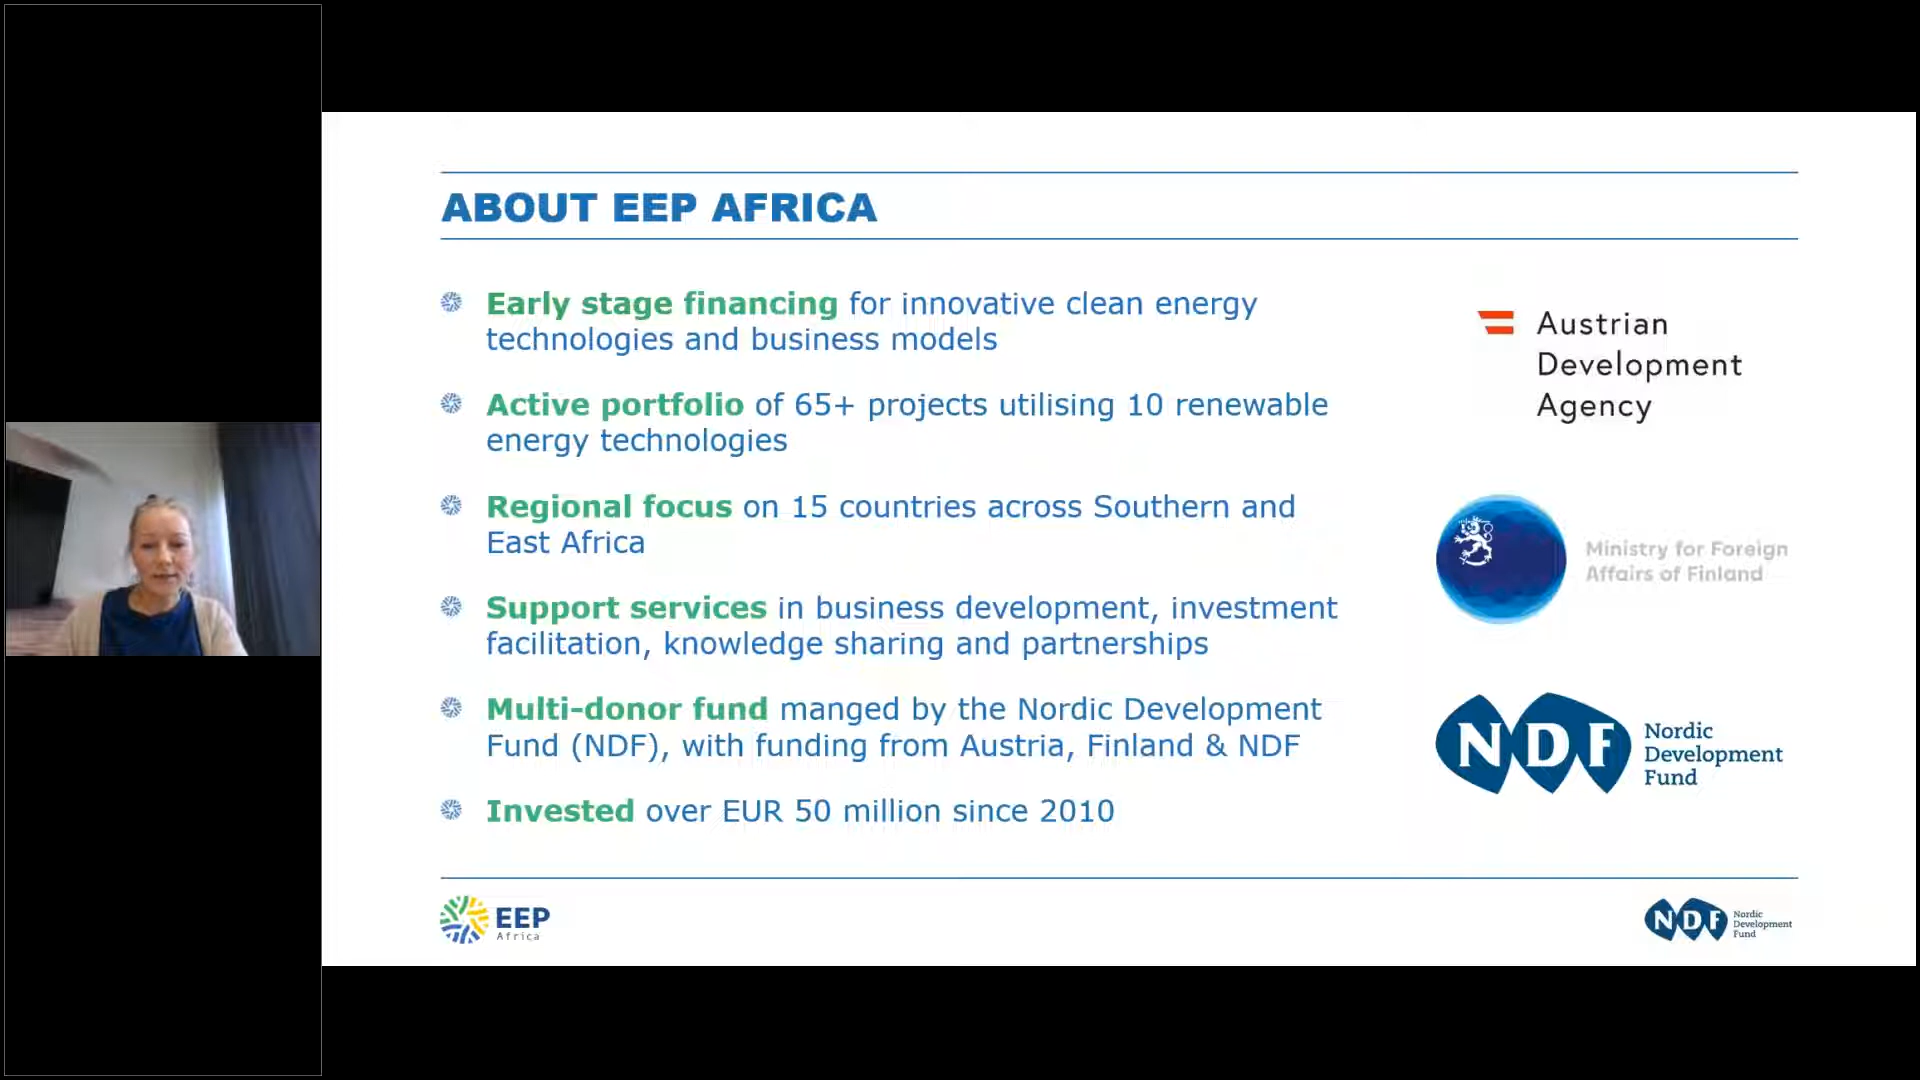 ABOUT EEP AFRICA
Early stage financing for innovative clean energy
technologies and business models
Active portfolio of 65+ projects utilising 10 renewable
energy technologies
Regional focus on 15 countries across Southern and
East Africa
Support services in business development, investment
facilitation, knowledge sharing and partnerships
Multi-donor fund manged by the Nordic Development
Fund (NDF), with funding from Austria, Finland & NDF
Invested over EUR 50 million since 2010
Austrian
Development
Agency
Ministry for Foreign
Affairs of Finland
NDF
Nordic
Development
Fund
EEP
Africa
NDF
Nordic
Development
Fund